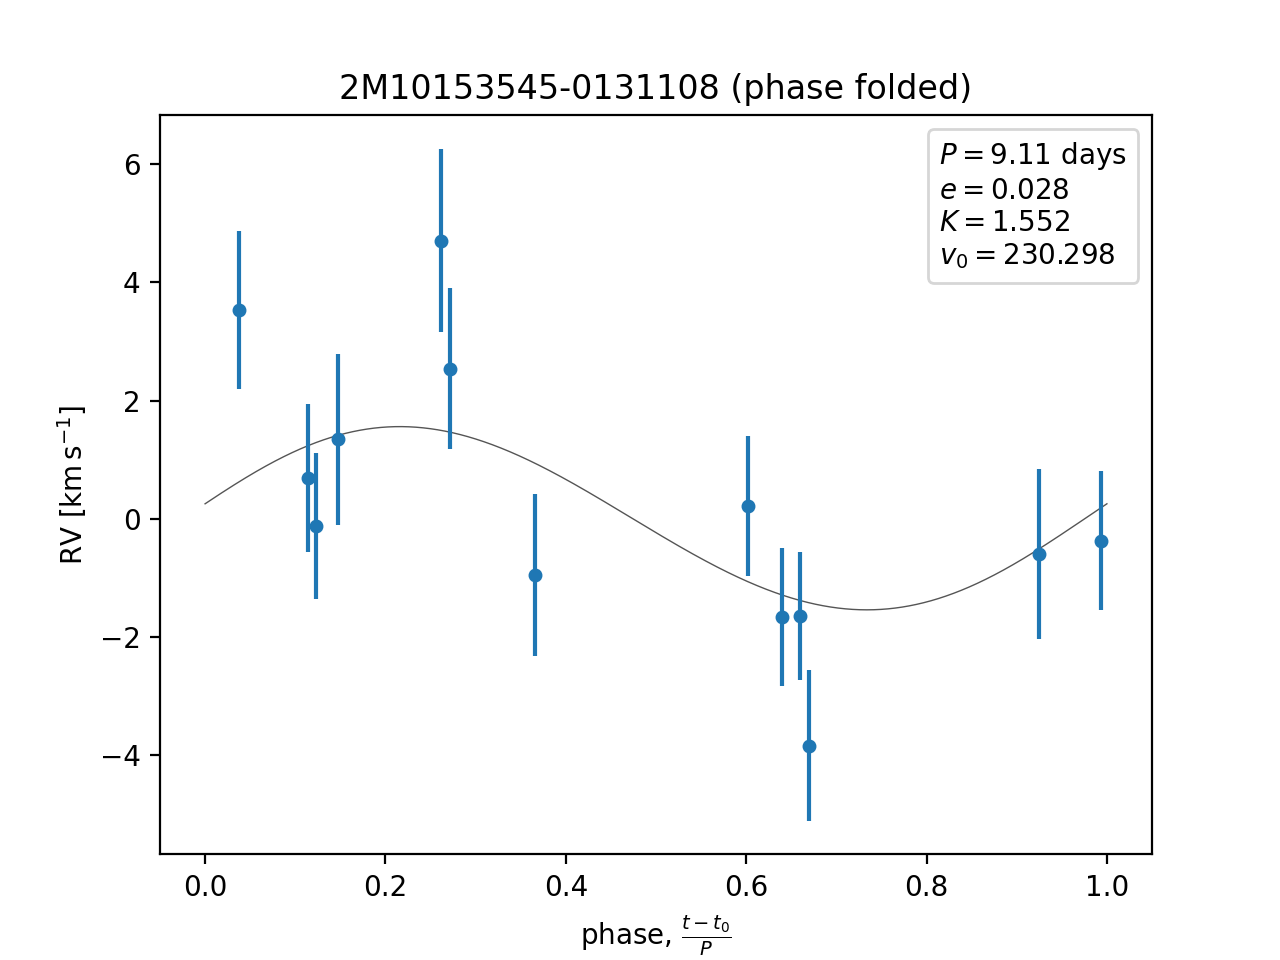 2M10153545-0131108 (phase folded)
P = 9.11 days
e = 0.028
K = 1.552
v₀ = 230.298
RV [km s⁻¹]
6
4
2
0
−2
−4
0.0 0.2 0.4 0.6 0.8 1.0
phase, (t − t₀)/P